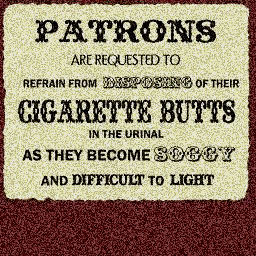 PATRONS
ARE REQUESTED TO
REFRAIN FROM DISPOSING OF THEIR
CIGARETTE BUTTS
IN THE URINAL
AS THEY BECOME SOGGY
AND DIFFICULT TO LIGHT